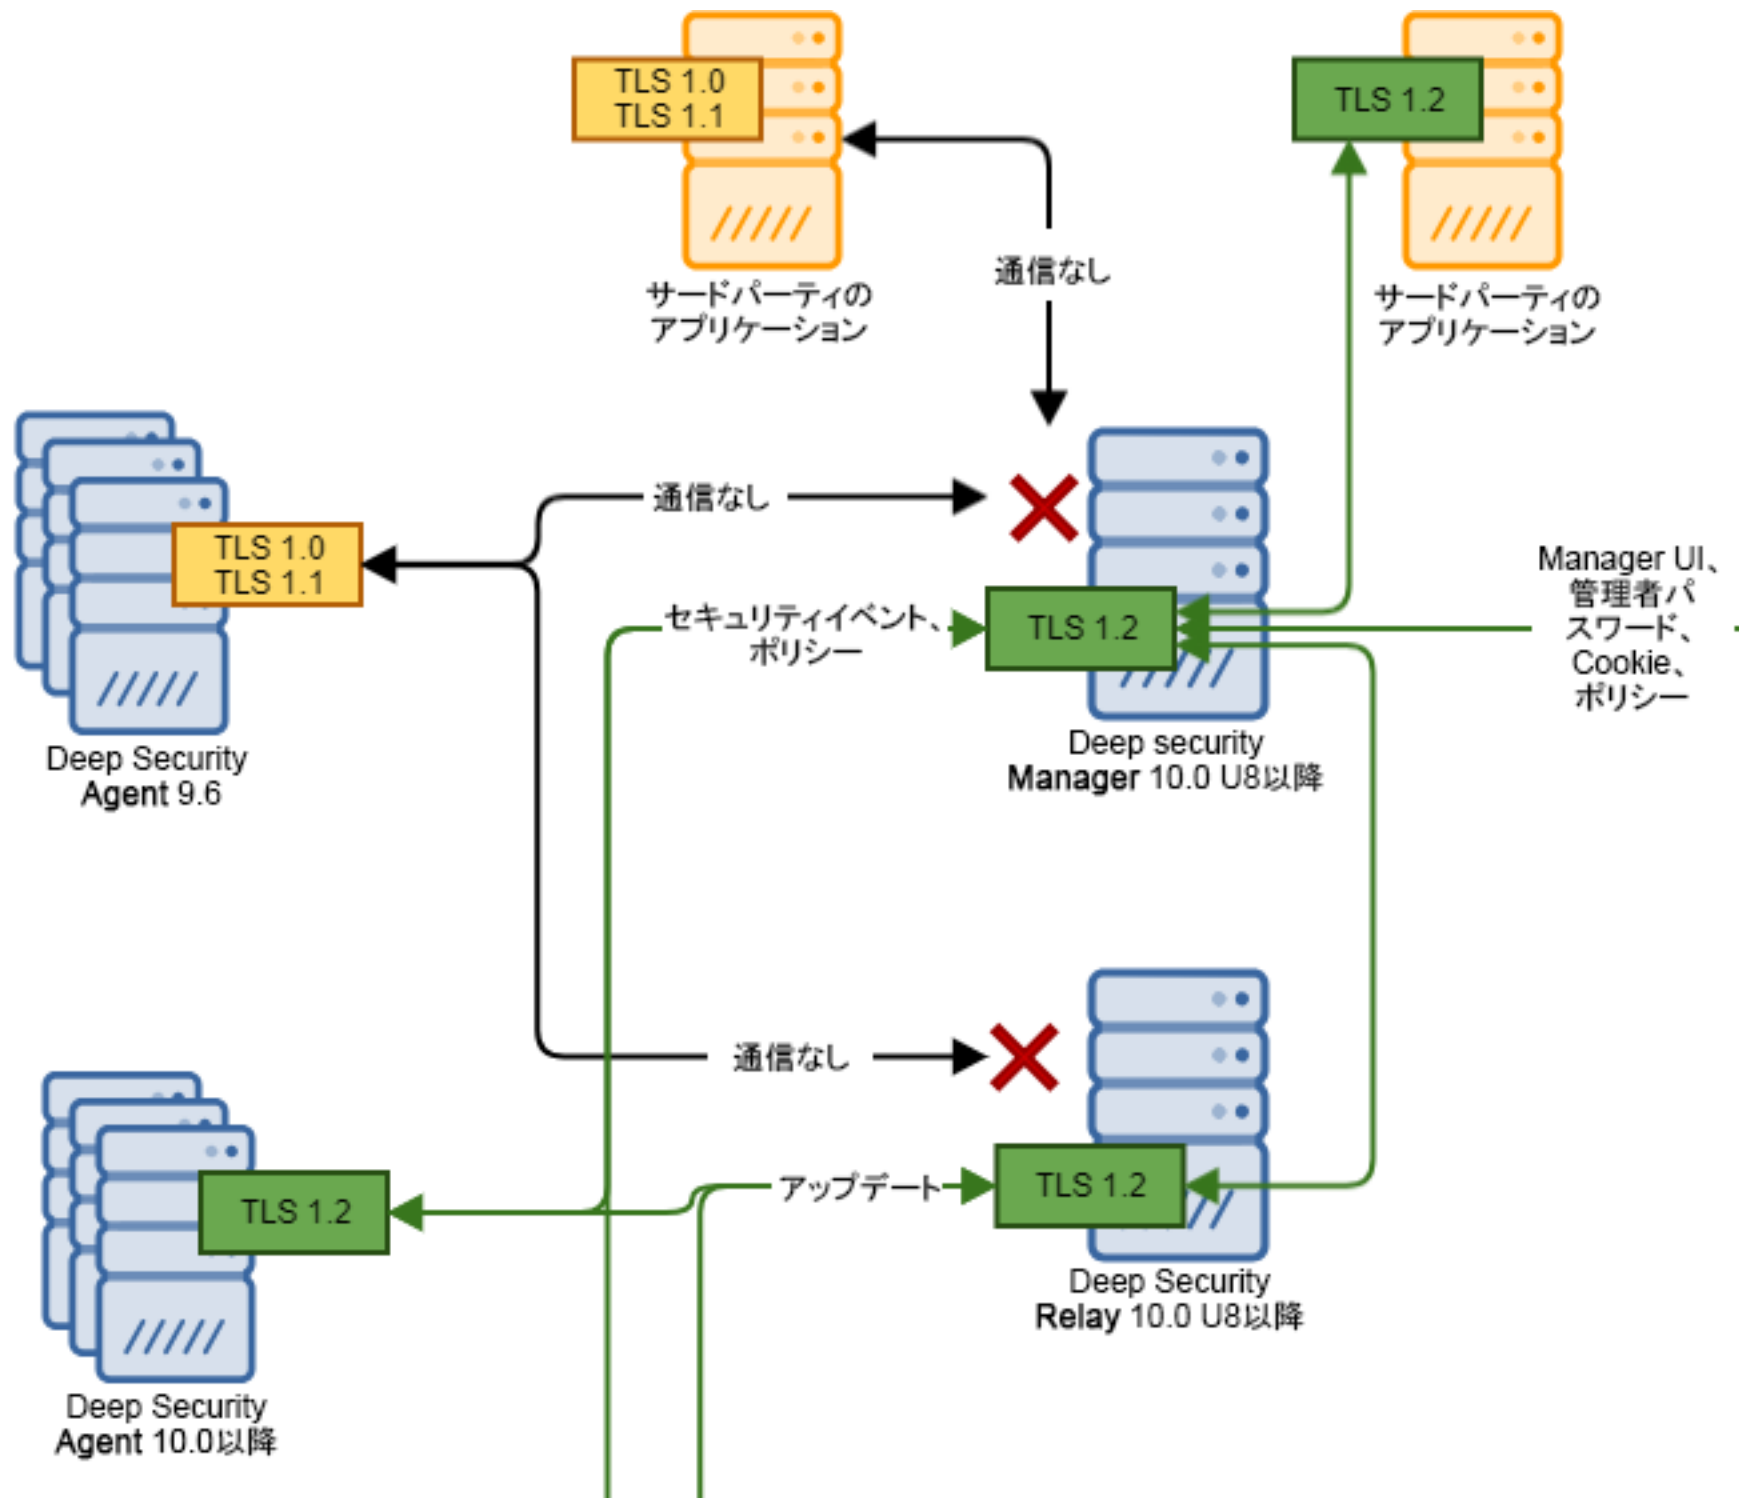 TLS 1.0
TLS 1.1
TLS 1.2
サードパーティの
アプリケーション
通信なし
サードパーティの
アプリケーション
通信なし
TLS 1.0
TLS 1.1
Deep Security
Agent 9.6
セキュリティイベント、
ポリシー
TLS 1.2
Deep security
Manager 10.0 U8以降
Manager UI、
管理者パ
スワード、
Cookie、
ポリシー
通信なし
TLS 1.2
アップデート
TLS 1.2
Deep Security
Relay 10.0 U8以降
Deep Security
Agent 10.0以降